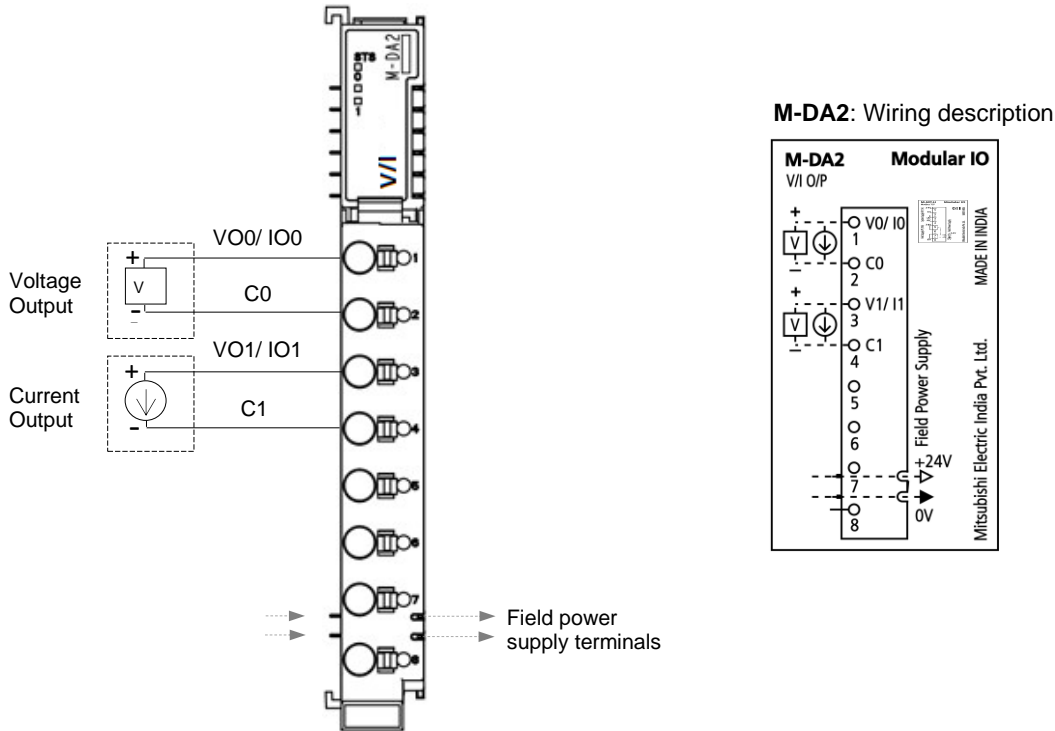 STS
0
1
M-DA2
V/I
VO0/ IO0
C0
VO1/ IO1
C1
Voltage
Output
+
V
-
Current
Output
+
-
1
2
3
4
5
6
7
8
Field power
supply terminals
M-DA2: Wiring description
M-DA2 Modular IO
V/I O/P
+
V
-
V0/ I0
1
C0
2
+
V
-
V1/ I1
3
C1
4
5
6
7
8
Field Power Supply
+24V
0V
MADE IN INDIA
Mitsubishi Electric India Pvt. Ltd.